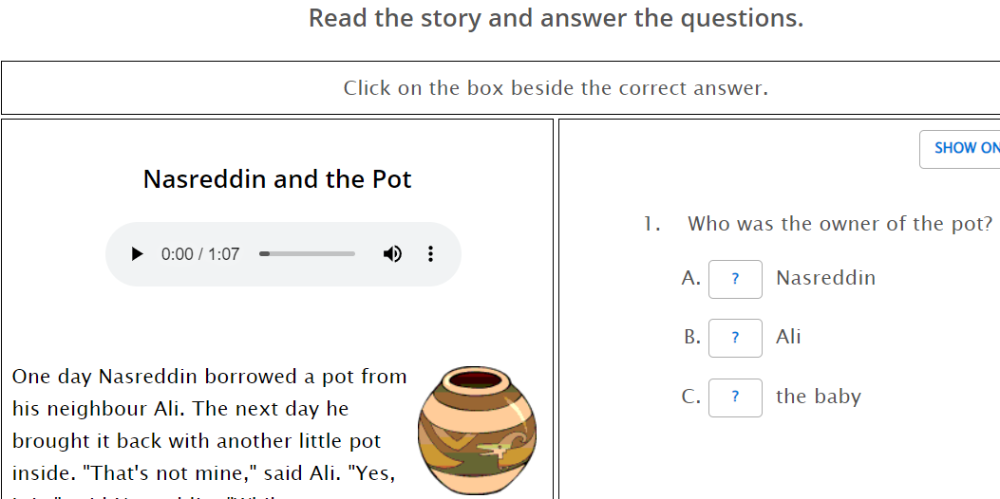 Read the story and answer the questions.
Click on the box beside the correct answer.
Nasreddin and the Pot
0:00 / 1:07
One day Nasreddin borrowed a pot from
his neighbour Ali. The next day he
brought it back with another little pot
inside. "That's not mine," said Ali. "Yes,
SHOW ON
1. Who was the owner of the pot?
A. ? Nasreddin
B. ? Ali
C. ? the baby